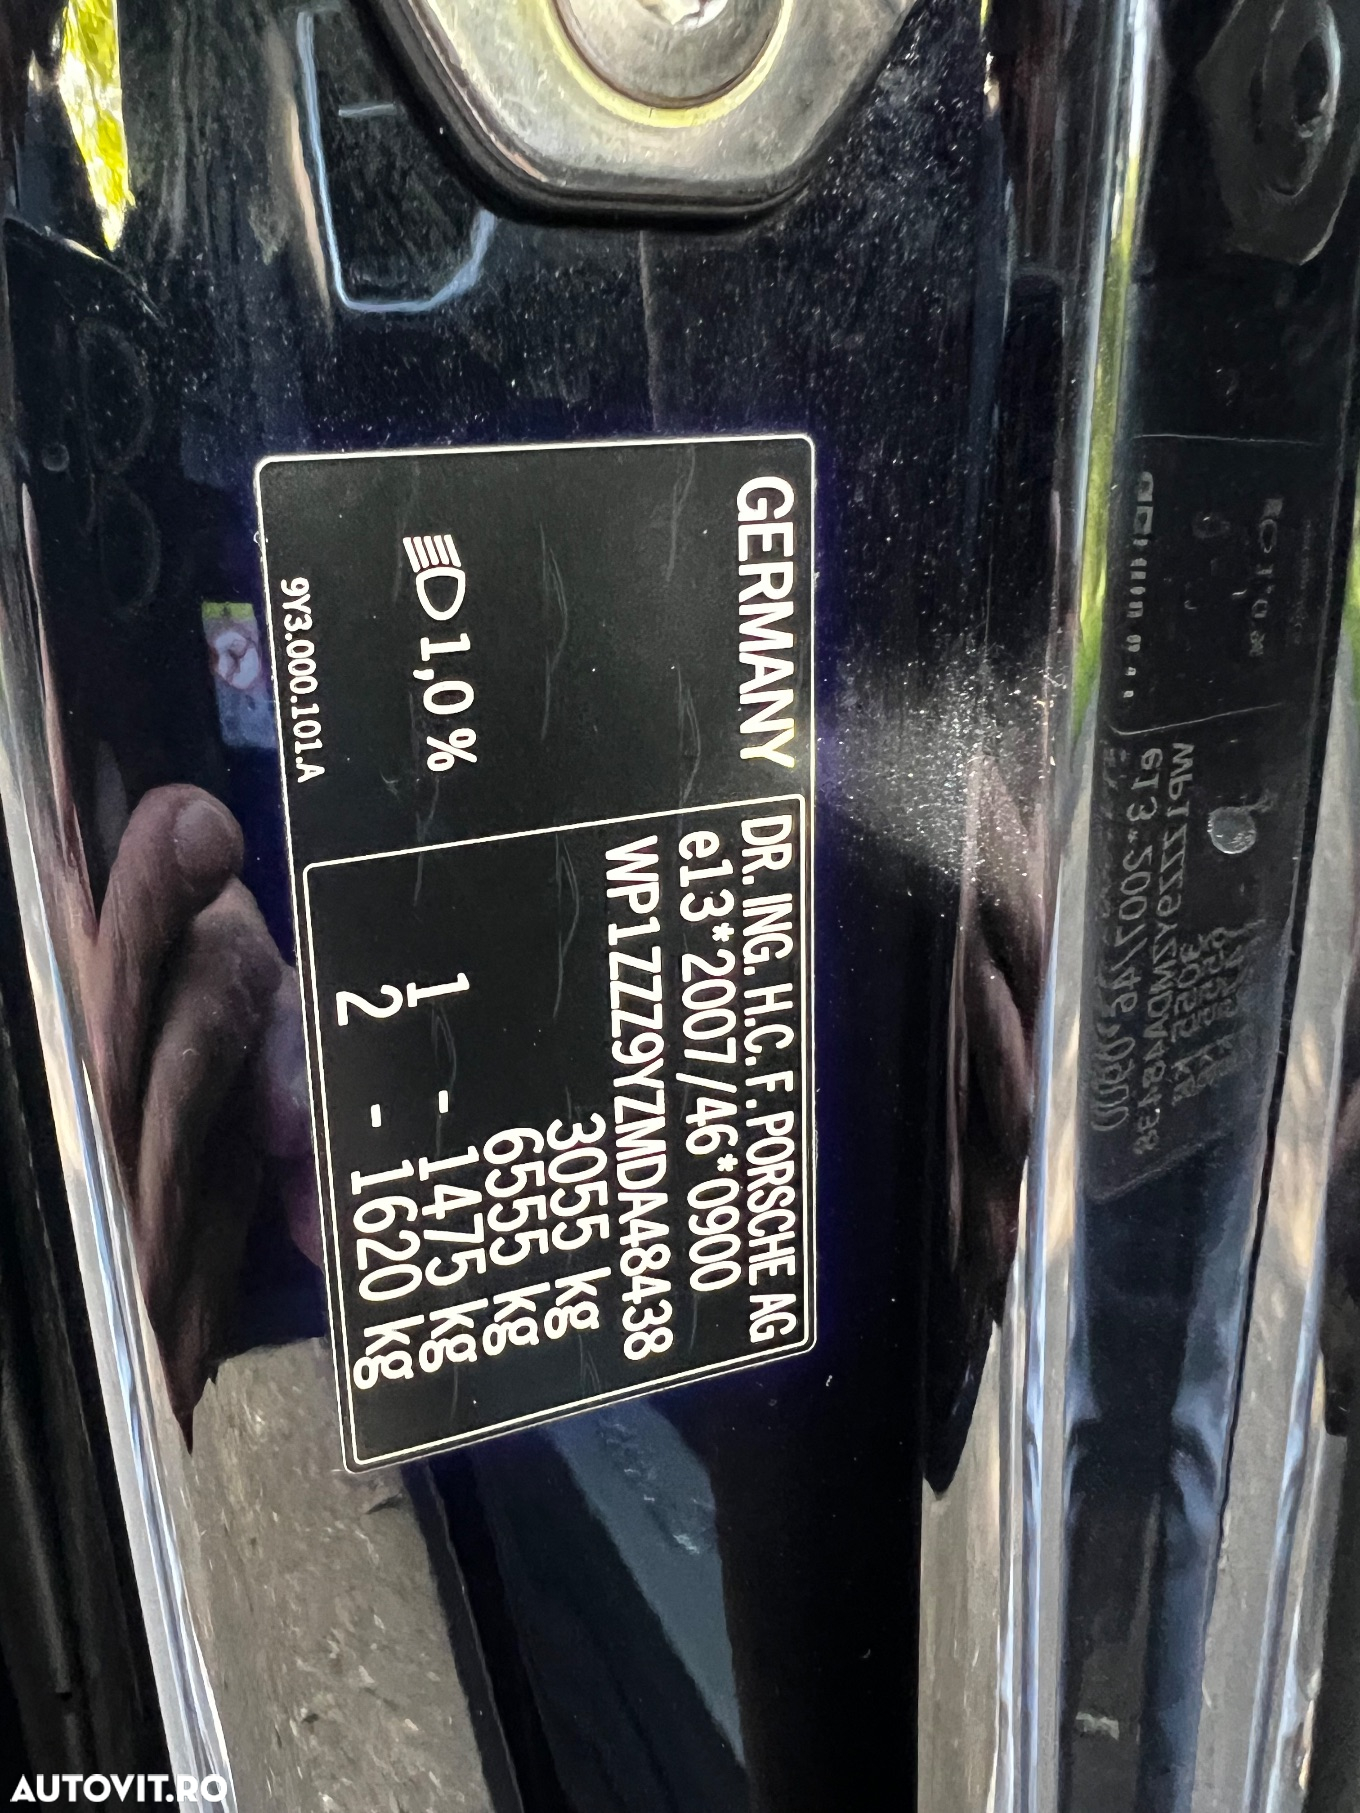 GERMANY
DR. ING. H.C. F. PORSCHE AG
e13*2007/46*0900
WP1ZZZ9YZMDA48438
3055 kg
6555 kg
1 - 1475 kg
2 - 1620 kg
1,0 %
9Y3.000.101.A
AUTOVIT.RO